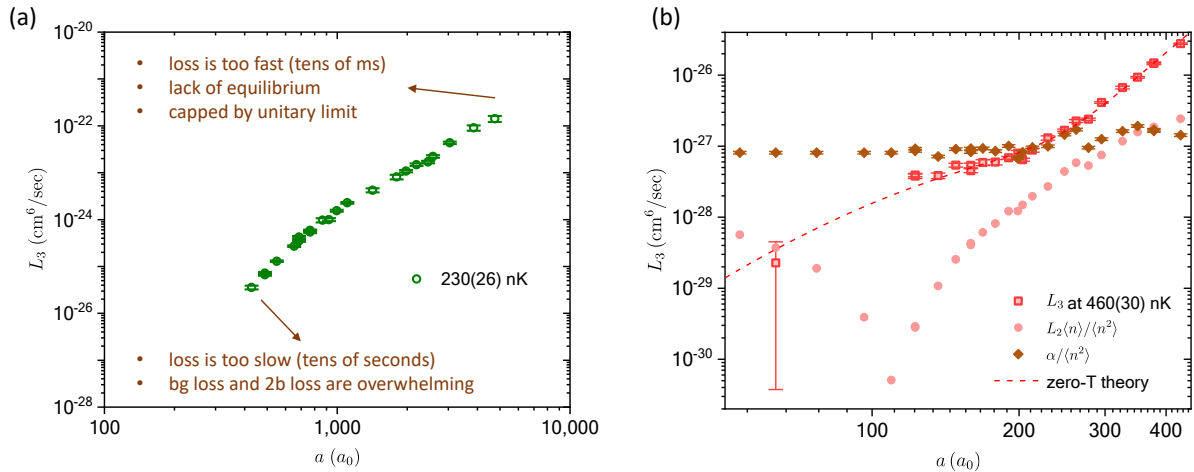 (a)
10^-20
10^-22
10^-24
10^-26
10^-28
L_3 (cm^6/sec)
• loss is too fast (tens of ms)
• lack of equilibrium
• capped by unitary limit
230(26) nK
• loss is too slow (tens of seconds)
• bg loss and 2b loss are overwhelming
100
1,000
10,000
a (a_0)
(b)
10^-26
10^-27
10^-28
10^-29
10^-30
L_3 (cm^6/sec)
L_3 at 460(30) nK
L_2⟨n⟩/⟨n^2⟩
α/⟨n^2⟩
zero-T theory
100
200
300
400
a (a_0)